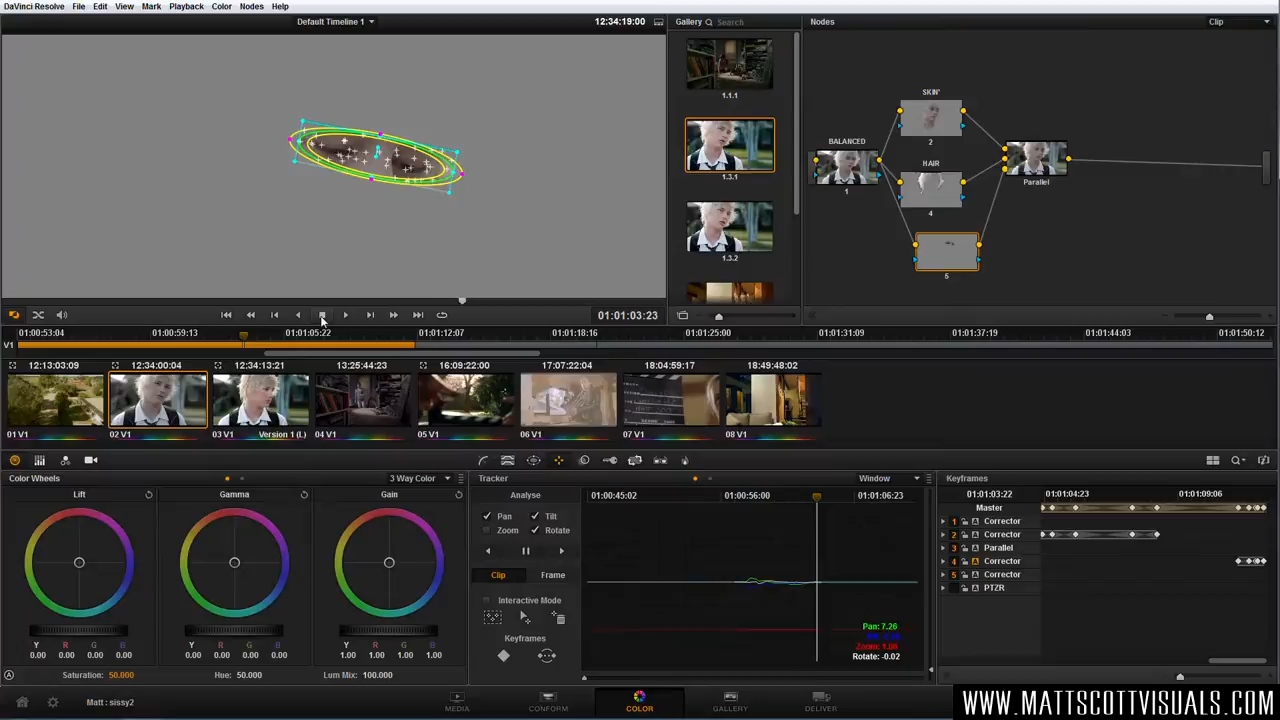 DaVinci Resolve File Edit View Mark Playback Color Nodes Help
Default Timeline 1 12:34:19:00 Gallery Search Nodes Clip
1.1.1
1.3.1
1.3.2
SKIN'
2
BALANCED
1
HAIR
4
Parallel
5
01:01:03:23
01:00:53:04 01:00:59:13 01:01:05:22 01:01:12:07 01:01:18:16 01:01:25:00 01:01:31:09 01:01:37:19 01:01:44:03 01:01:50:12
V1
12:13:03:09 12:34:00:04 12:34:13:21 13:25:44:23 16:09:22:00 17:07:22:04 18:04:59:17 18:49:48:02
01 V1 02 V1 03 V1 Version 1 (L) 04 V1 05 V1 06 V1 07 V1 08 V1
Color Wheels 3 Way Color Tracker Window Keyframes
Lift Gamma Gain Analyse 01:00:45:02 01:00:56:00 01:01:06:23 01:01:03:22 01:01:04:23 01:01:09:06
Master
Pan Tilt
Zoom Rotate
1 Corrector
2 Corrector
3 Parallel
4 Corrector
5 Corrector
PTZR
Clip Frame
Interactive Mode
Keyframes
Pan: 7.26
Zoom: 1.00
Rotate: -0.02
Y R G B Y R G B Y R G B
0.00 0.00 0.00 0.00 0.00 0.00 0.00 0.00 1.00 1.00 1.00 1.00
A Saturation: 50.000 Hue: 50.000 Lum Mix: 100.000
Matt : sissy2 MEDIA CONFORM COLOR GALLERY DELIVER
WWW.MATTSCOTTVISUALS.COM